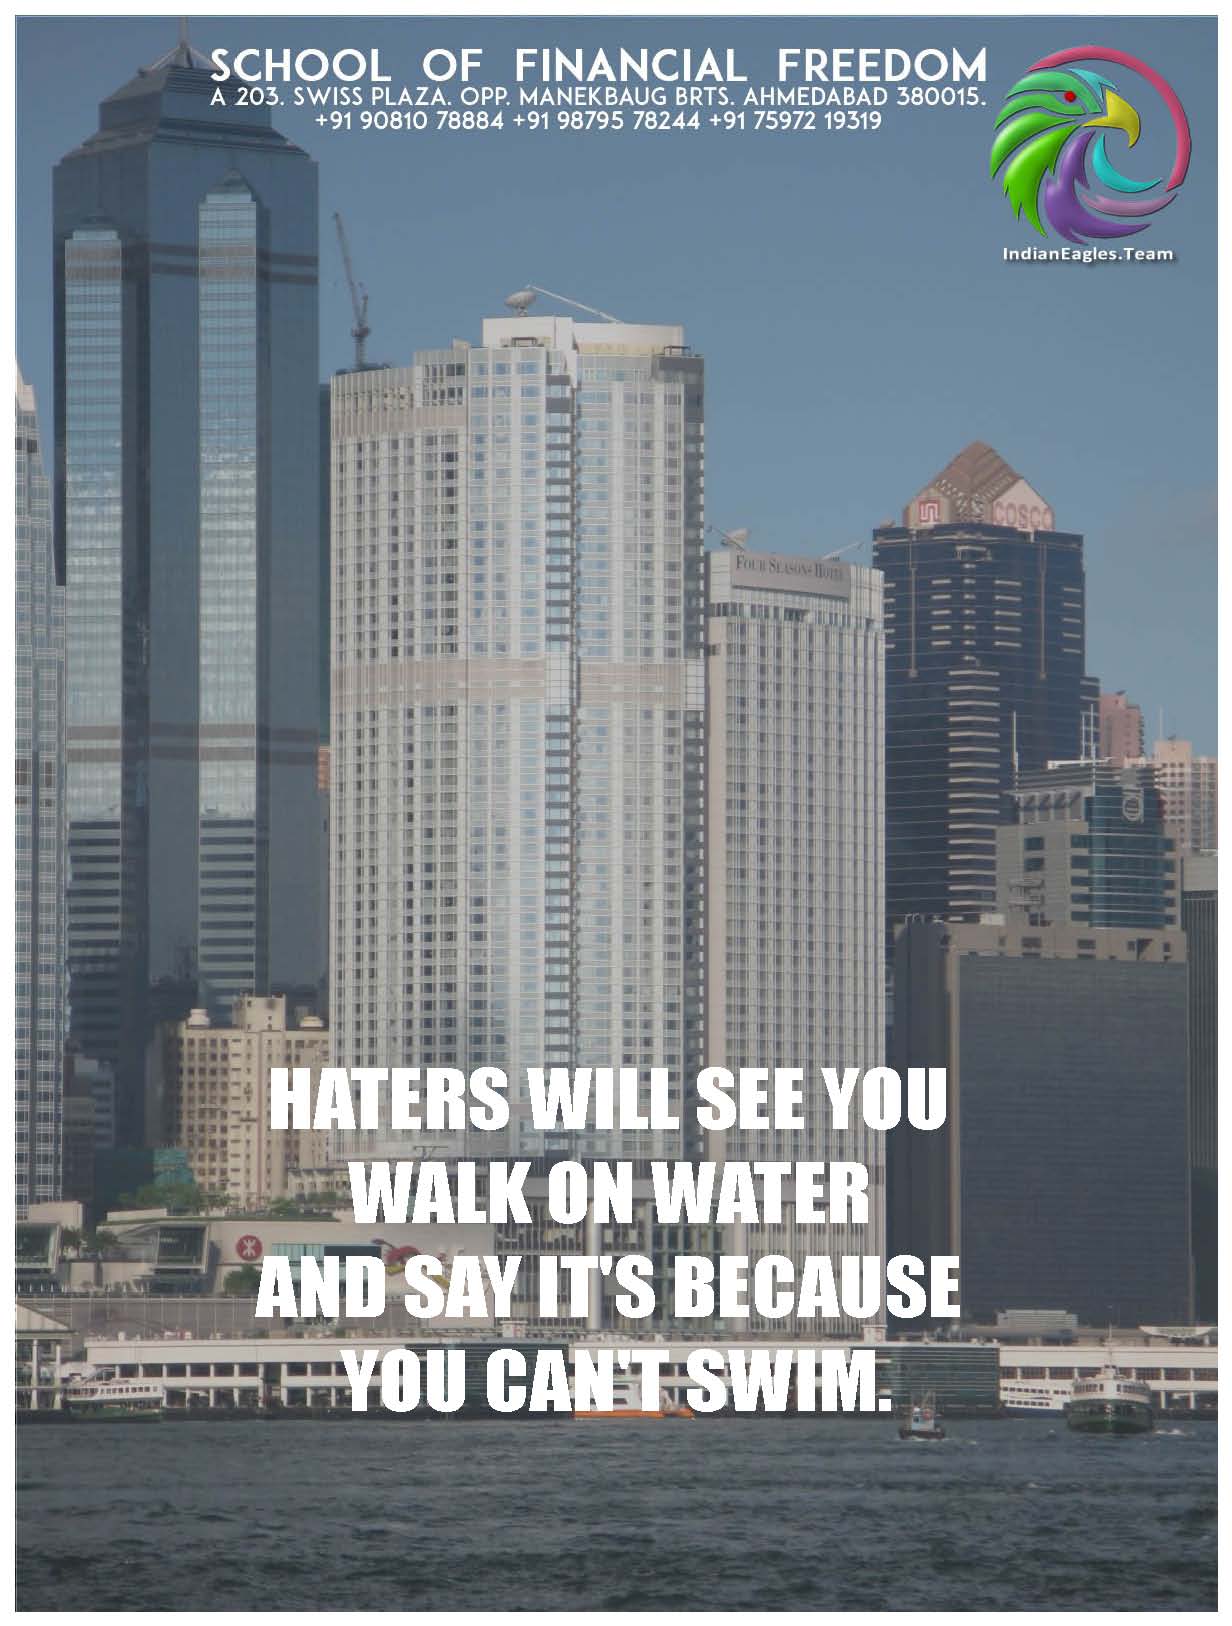 SCHOOL OF FINANCIAL FREEDOM
A 203. SWISS PLAZA. OPP. MANEKBAUG BRTS. AHMEDABAD 380015.
+91 90810 78884 +91 98795 78244 +91 75972 19319
IndianEagles.Team
COSCO
FOUR SEASONS HOTEL
HATERS WILL SEE YOU
WALK ON WATER
AND SAY IT'S BECAUSE
YOU CAN'T SWIM.